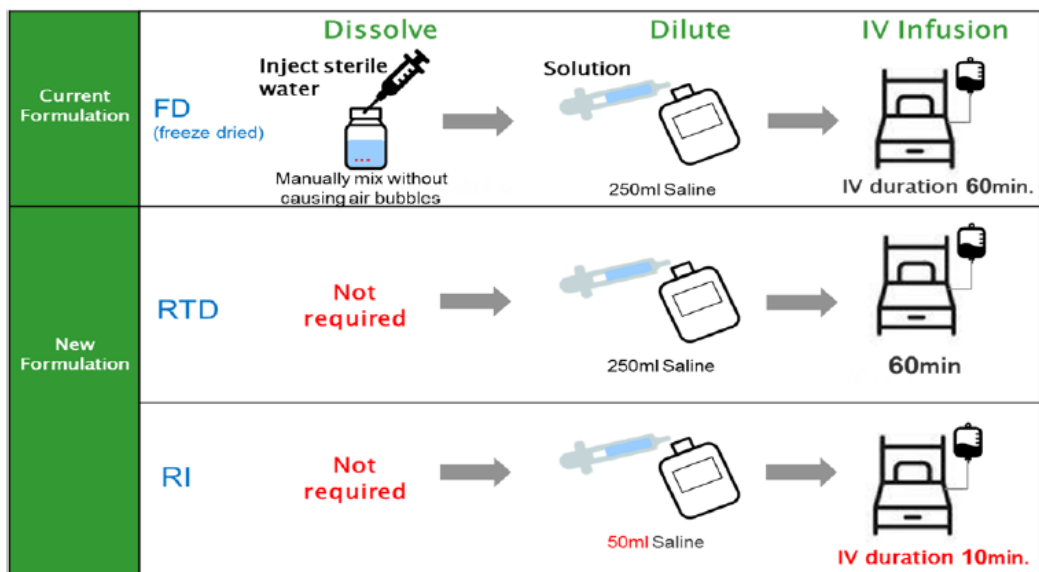 Dissolve
Dilute
IV Infusion
Current
Formulation
FD
(freeze dried)
Inject sterile
water
Manually mix without
causing air bubbles
Solution
250ml Saline
IV duration 60min.
New
Formulation
RTD
Not
required
250ml Saline
60min
RI
Not
required
50ml Saline
IV duration 10min.